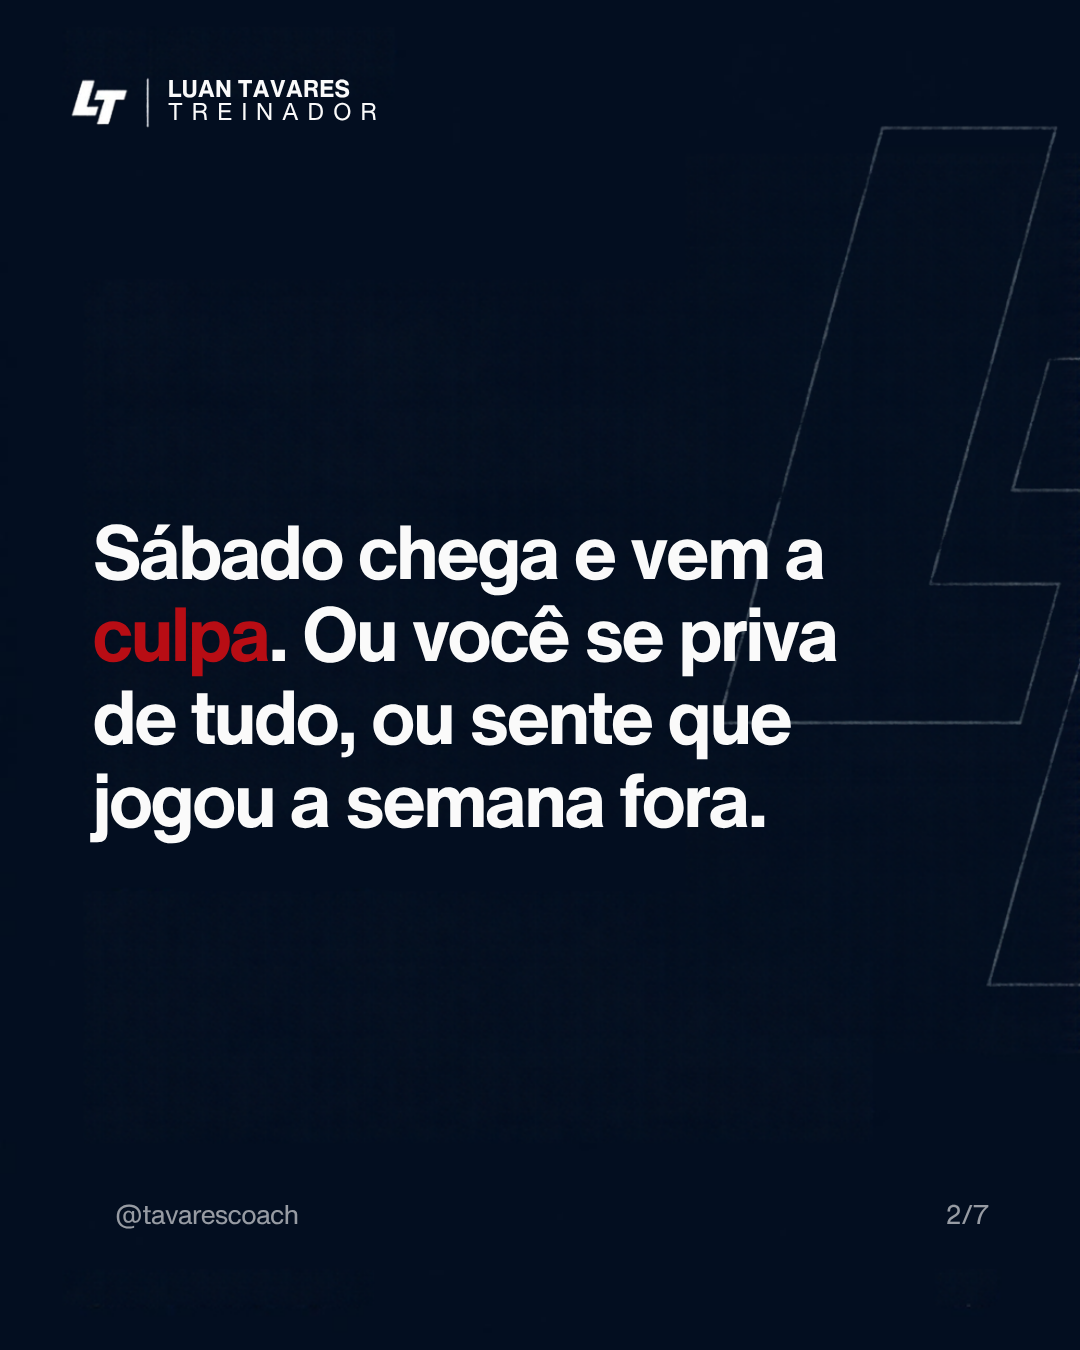 LT
LUAN TAVARES
TREINADOR
Sábado chega e vem a
culpa. Ou você se priva
de tudo, ou sente que
jogou a semana fora.
@tavarescoach
2/7